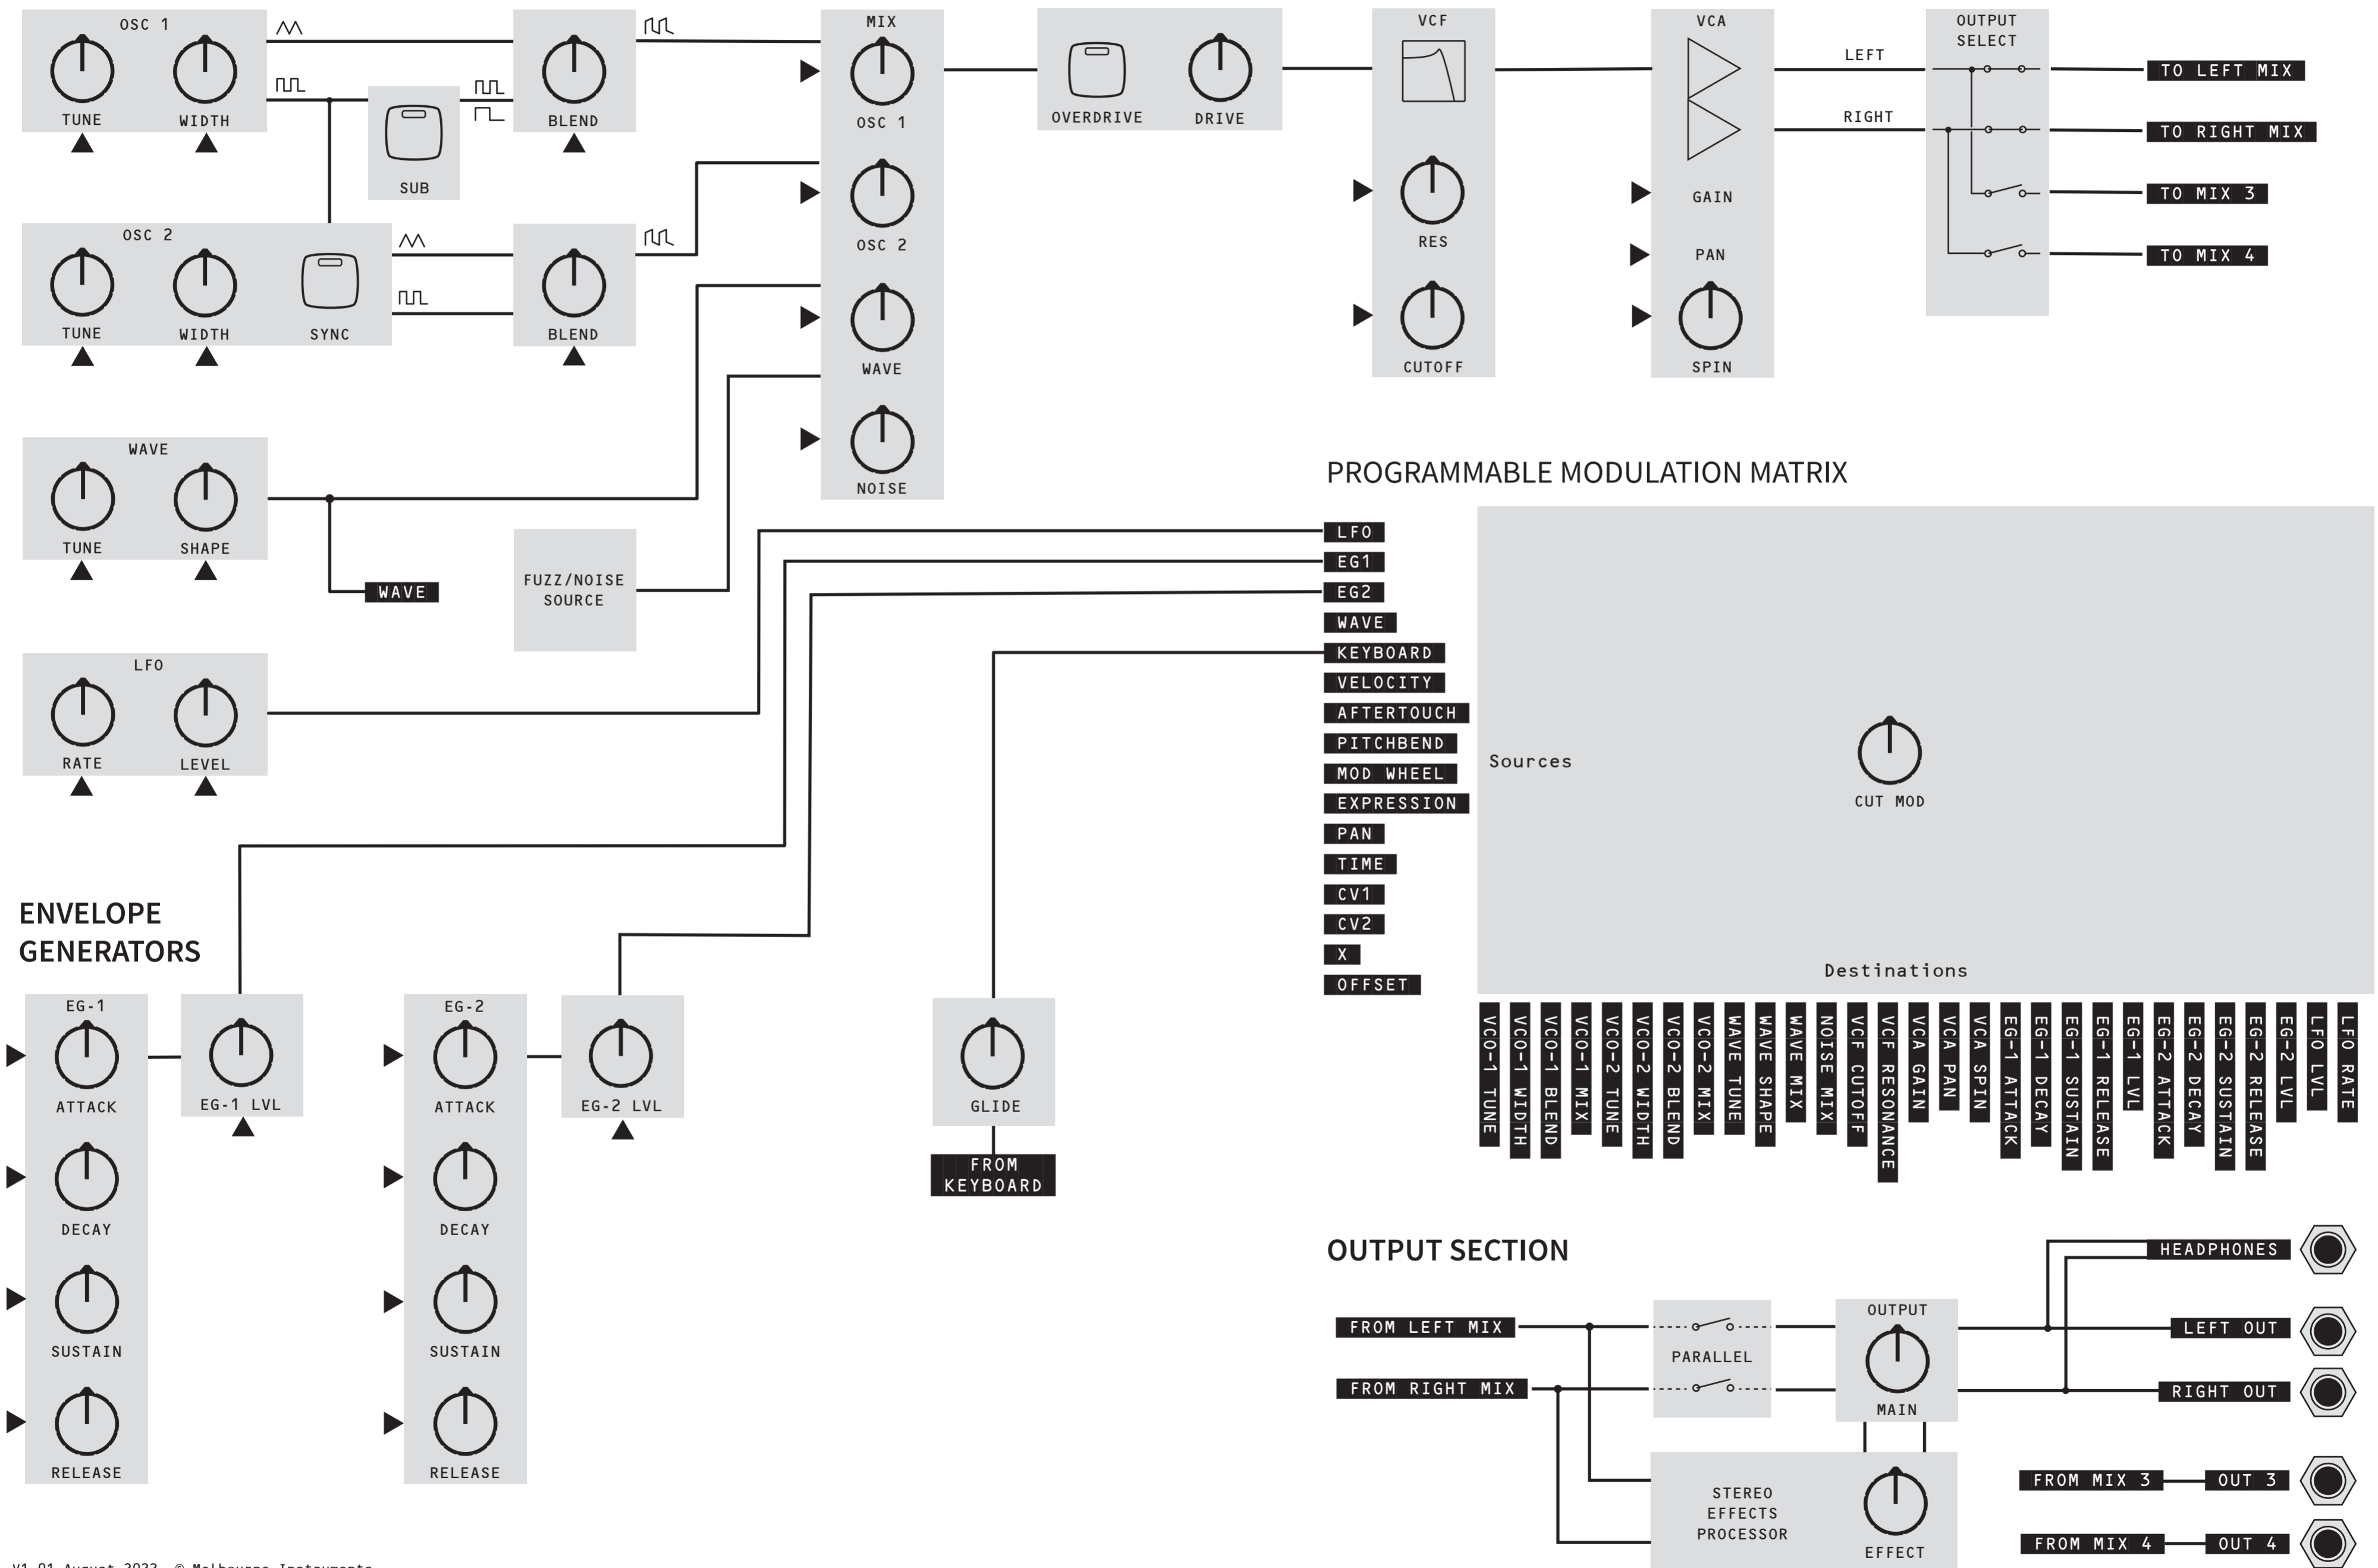 OSC 1
TUNE
WIDTH
SUB
BLEND
OSC 2
TUNE
WIDTH
SYNC
BLEND
WAVE
TUNE
SHAPE
WAVE
FUZZ/NOISE
SOURCE
LFO
RATE
LEVEL
MIX
OSC 1
OSC 2
WAVE
NOISE
OVERDRIVE
DRIVE
VCF
RES
CUTOFF
VCA
GAIN
PAN
SPIN
LEFT
RIGHT
OUTPUT
SELECT
TO LEFT MIX
TO RIGHT MIX
TO MIX 3
TO MIX 4
PROGRAMMABLE MODULATION MATRIX
LFO
EG1
EG2
WAVE
KEYBOARD
VELOCITY
AFTERTOUCH
PITCHBEND
MOD WHEEL
EXPRESSION
PAN
TIME
CV1
CV2
X
OFFSET
Sources
CUT MOD
Destinations
VCO-1 TUNE
VCO-1 WIDTH
VCO-1 BLEND
VCO-1 MIX
VCO-2 TUNE
VCO-2 WIDTH
VCO-2 BLEND
VCO-2 MIX
WAVE TUNE
WAVE SHAPE
WAVE MIX
NOISE MIX
VCF CUTOFF
VCF RESONANCE
VCA GAIN
VCA PAN
VCA SPIN
EG-1 ATTACK
EG-1 DECAY
EG-1 SUSTAIN
EG-1 RELEASE
EG-1 LVL
EG-2 ATTACK
EG-2 DECAY
EG-2 SUSTAIN
EG-2 RELEASE
EG-2 LVL
LFO LVL
LFO RATE
ENVELOPE
GENERATORS
EG-1
ATTACK
DECAY
SUSTAIN
RELEASE
EG-1 LVL
EG-2
ATTACK
DECAY
SUSTAIN
RELEASE
EG-2 LVL
GLIDE
FROM
KEYBOARD
OUTPUT SECTION
FROM LEFT MIX
FROM RIGHT MIX
PARALLEL
OUTPUT
MAIN
STEREO
EFFECTS
PROCESSOR
EFFECT
HEADPHONES
LEFT OUT
RIGHT OUT
FROM MIX 3
OUT 3
FROM MIX 4
OUT 4